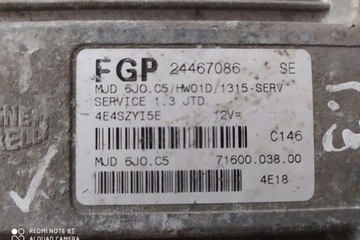 FGP 24467086 SE
MJD 6JO.C5/HW01D/1315-SERV
SERVICE 1.3 JTD
4E4SZYI5E 12V=
C146
MJD 6JO.C5 71600.038.00
4E18
REDMI NOTE 8T
AI QUAD CAMERA